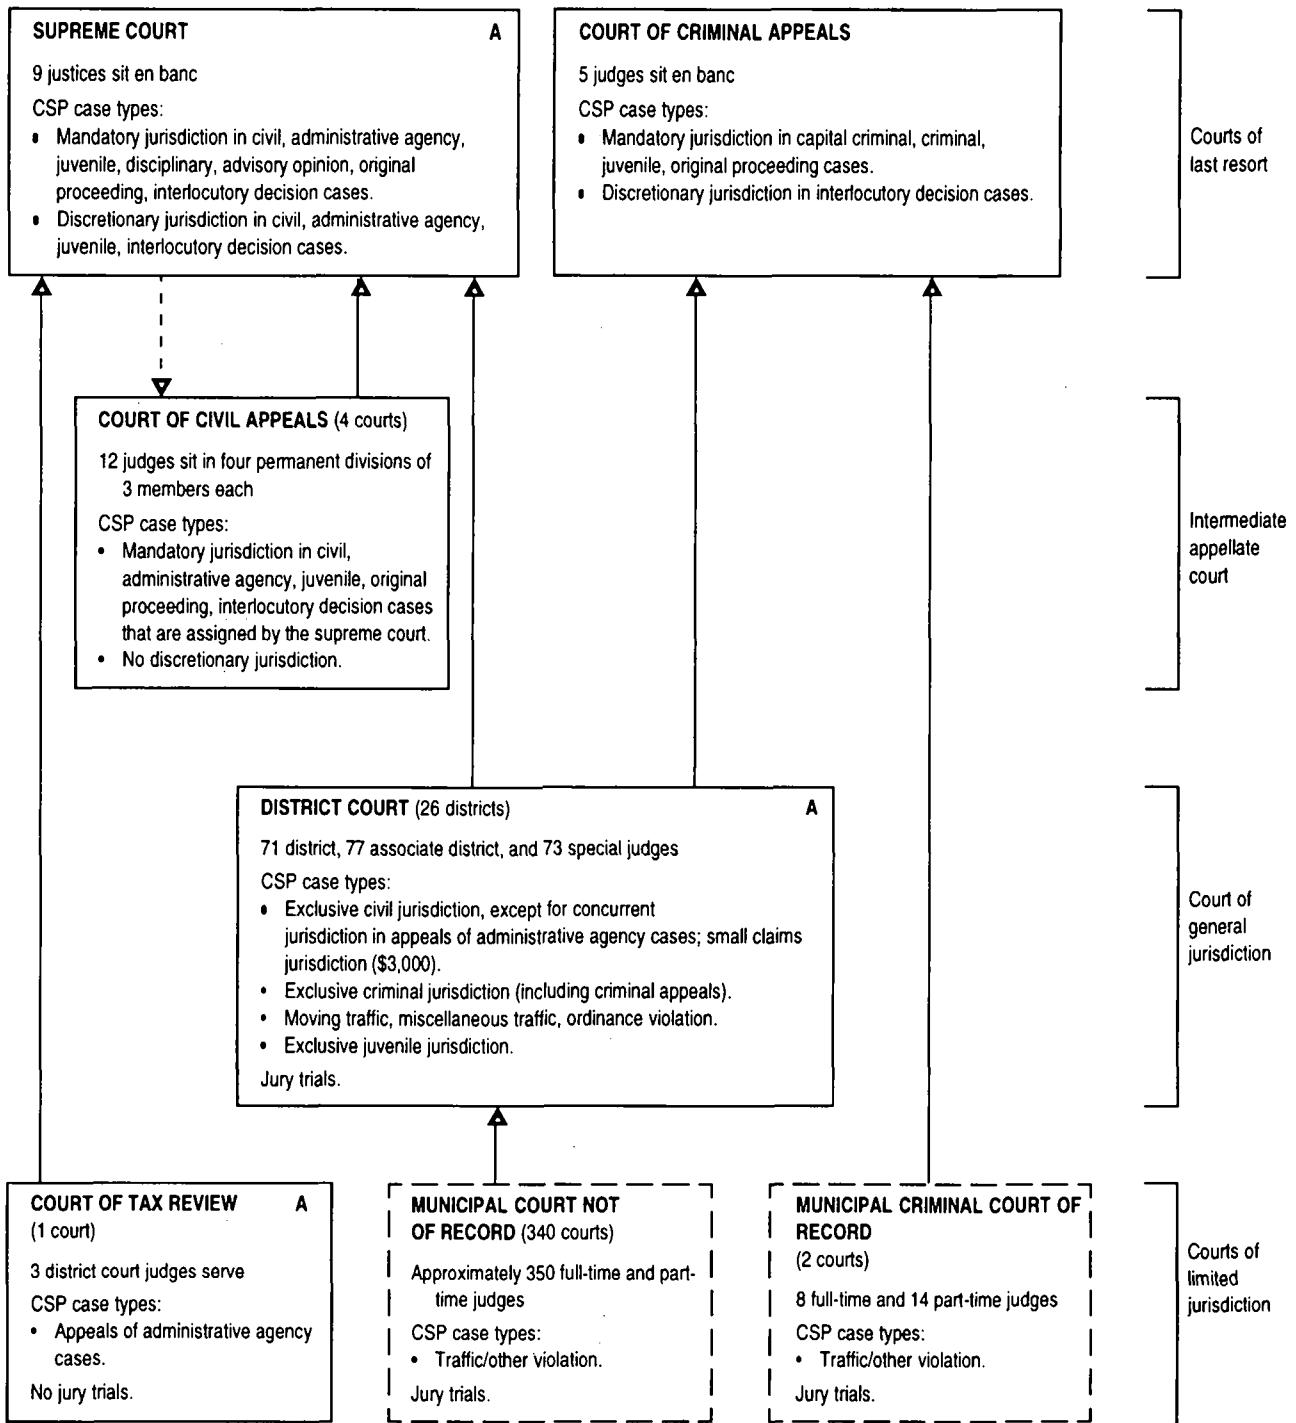 SUPREME COURT A
9 justices sit en banc
CSP case types:
• Mandatory jurisdiction in civil, administrative agency,
juvenile, disciplinary, advisory opinion, original
proceeding, interlocutory decision cases.
• Discretionary jurisdiction in civil, administrative agency,
juvenile, interlocutory decision cases.
COURT OF CRIMINAL APPEALS
5 judges sit en banc
CSP case types:
• Mandatory jurisdiction in capital criminal, criminal,
juvenile, original proceeding cases.
• Discretionary jurisdiction in interlocutory decision cases.
Courts of
last resort
COURT OF CIVIL APPEALS (4 courts)
12 judges sit in four permanent divisions of
3 members each
CSP case types:
• Mandatory jurisdiction in civil,
administrative agency, juvenile, original
proceeding, interlocutory decision cases
that are assigned by the supreme court.
• No discretionary jurisdiction.
Intermediate
appellate
court
DISTRICT COURT (26 districts) A
71 district, 77 associate district, and 73 special judges
CSP case types:
• Exclusive civil jurisdiction, except for concurrent
jurisdiction in appeals of administrative agency cases; small claims
jurisdiction ($3,000).
• Exclusive criminal jurisdiction (including criminal appeals).
• Moving traffic, miscellaneous traffic, ordinance violation.
• Exclusive juvenile jurisdiction.
Jury trials.
Court of
general
jurisdiction
COURT OF TAX REVIEW A
(1 court)
3 district court judges serve
CSP case types:
• Appeals of administrative agency
cases.
No jury trials.
MUNICIPAL COURT NOT
OF RECORD (340 courts)
Approximately 350 full-time and part-
time judges
CSP case types:
• Traffic/other violation.
Jury trials.
MUNICIPAL CRIMINAL COURT OF
RECORD
(2 courts)
8 full-time and 14 part-time judges
CSP case types:
• Traffic/other violation.
Jury trials.
Courts of
limited
jurisdiction